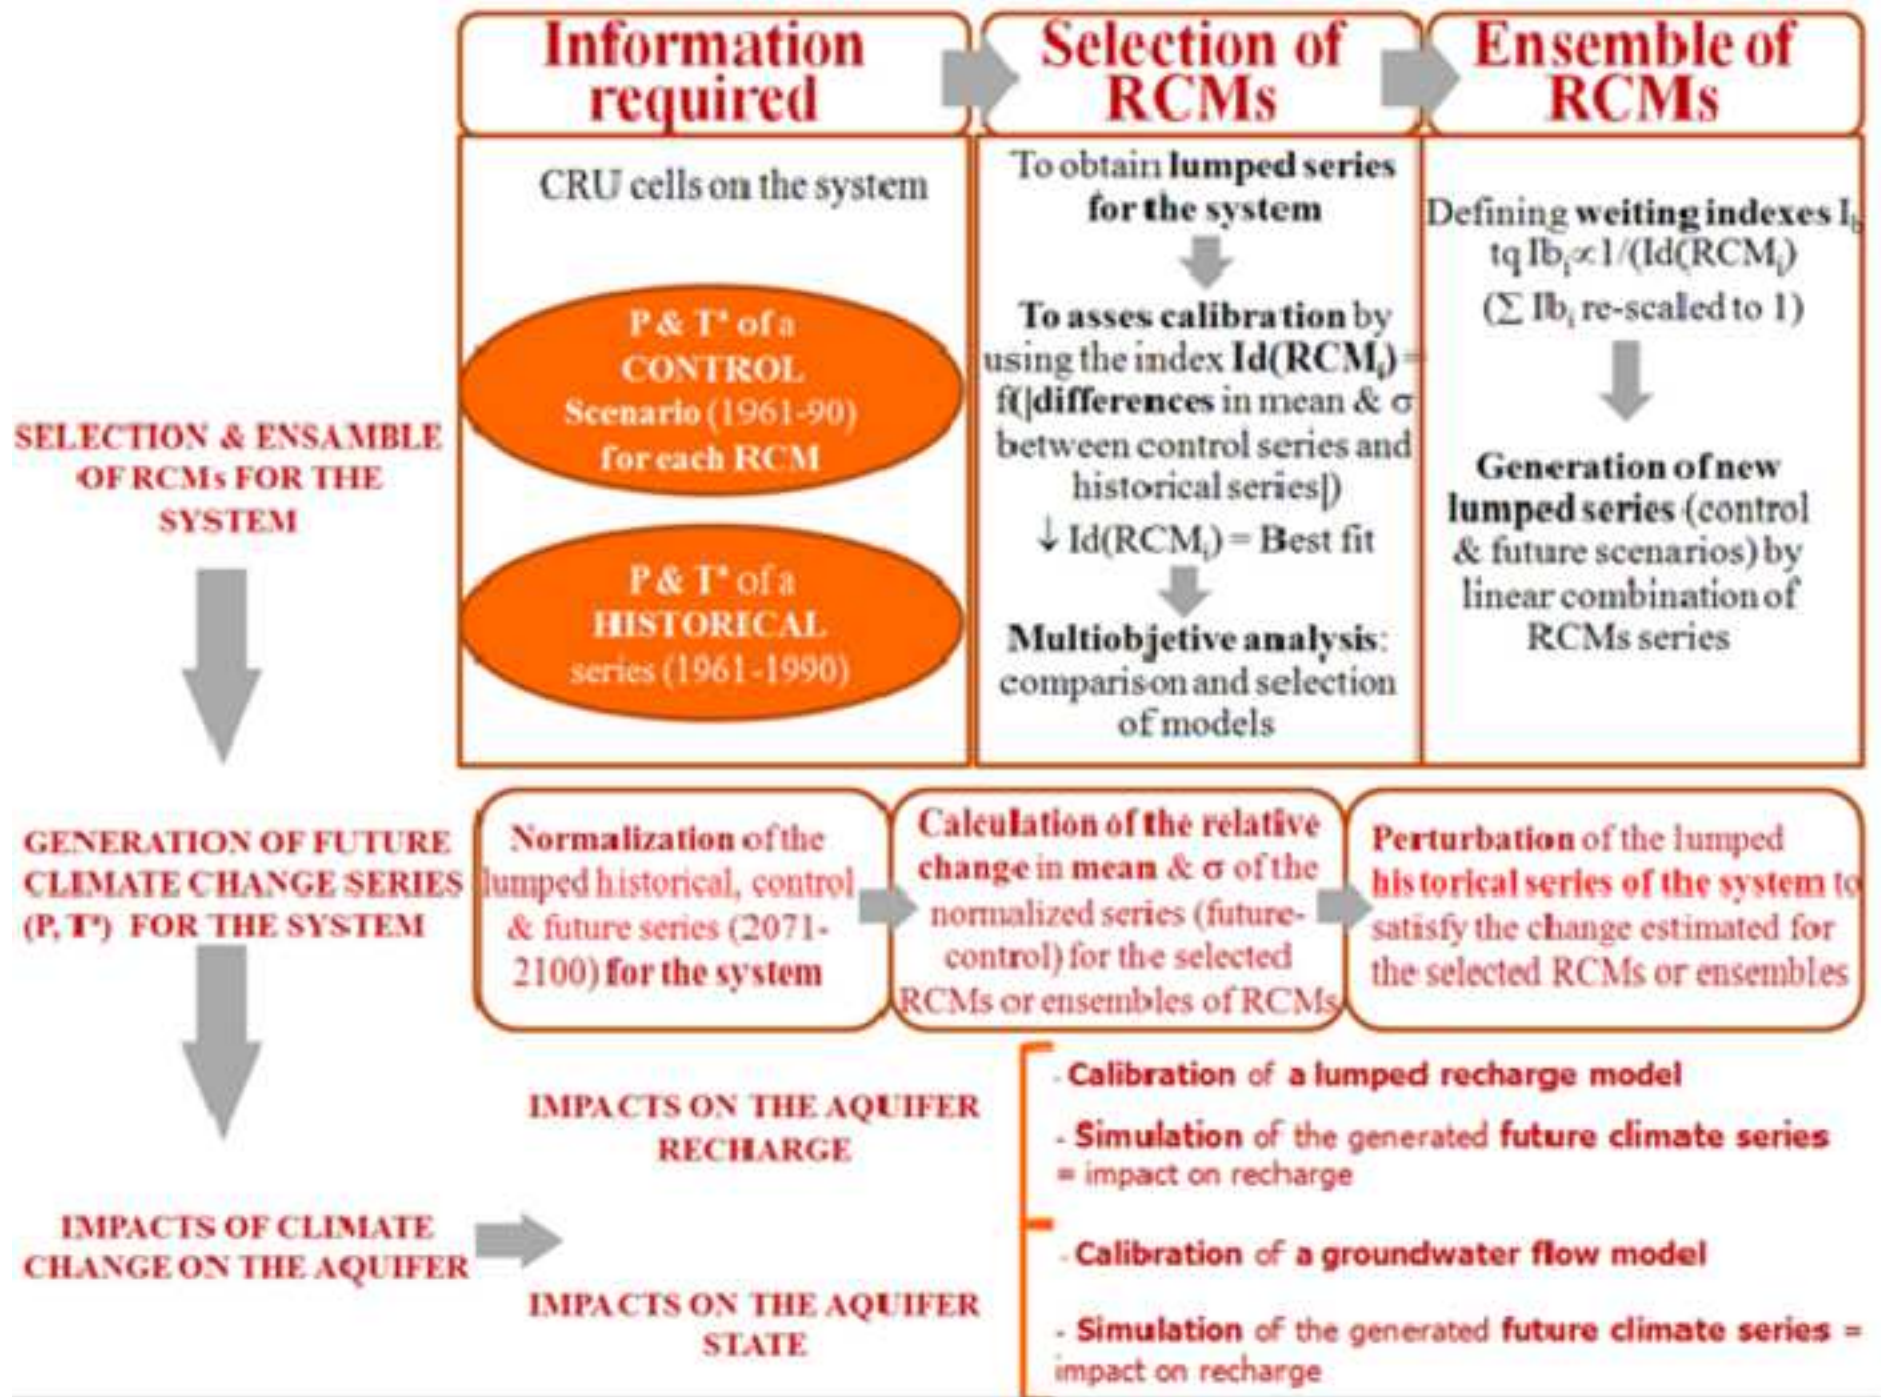 Information
required
Selection of
RCMs
Ensemble of
RCMs
SELECTION & ENSAMBLE
OF RCMs FOR THE
SYSTEM
CRU cells on the system
P & Tª of a
CONTROL
Scenario (1961-90)
for each RCM
P & Tª of a
HISTORICAL
series (1961-1990)
To obtain lumped series
for the system
To asses calibration by
using the index Id(RCMᵢ) =
f(|differences in mean & σ
between control series and
historical series|)
↓ Id(RCMᵢ) = Best fit
Multiobjetive analysis:
comparison and selection
of models
Defining weiting indexes I_b
tq Ibᵢ∝1/(Id(RCMᵢ)
(∑ Ibᵢ re-scaled to 1)
Generation of new
lumped series (control
& future scenarios) by
linear combination of
RCMs series
GENERATION OF FUTURE
CLIMATE CHANGE SERIES
(P, Tª) FOR THE SYSTEM
Normalization of the
lumped historical, control
& future series (2071-
2100) for the system
Calculation of the relative
change in mean & σ of the
normalized series (future-
control) for the selected
RCMs or ensembles of RCMs
Perturbation of the lumped
historical series of the system to
satisfy the change estimated for
the selected RCMs or ensembles
IMPACTS OF CLIMATE
CHANGE ON THE AQUIFER
IMPACTS ON THE AQUIFER
RECHARGE
- Calibration of a lumped recharge model
- Simulation of the generated future climate series
= impact on recharge
IMPACTS ON THE AQUIFER
STATE
- Calibration of a groundwater flow model
- Simulation of the generated future climate series =
impact on recharge